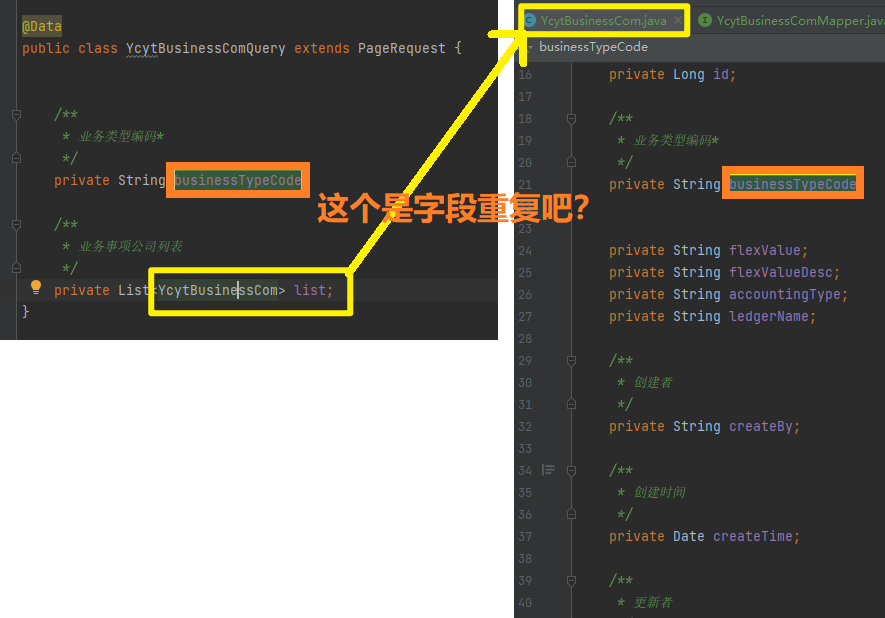 @Data
public class YcytBusinessComQuery extends PageRequest {
/**
* 业务类型编码*
*/
private String businessTypeCode
/**
* 业务事项公司列表
*/
private List<YcytBusinessCom> list;
}
这个是字段重复吧?
YcytBusinessCom.java
YcytBusinessComMapper.java
businessTypeCode
16 private Long id;
17
18 /**
19 * 业务类型编码*
20 */
21 private String businessTypeCode
23
24 private String flexValue;
25 private String flexValueDesc;
26 private String accountingType;
27 private String ledgerName;
28
29 /**
30 * 创建者
31 */
32 private String createBy;
33
34 /**
35 * 创建时间
36 */
37 private Date createTime;
38
39 /**
40 * 更新者